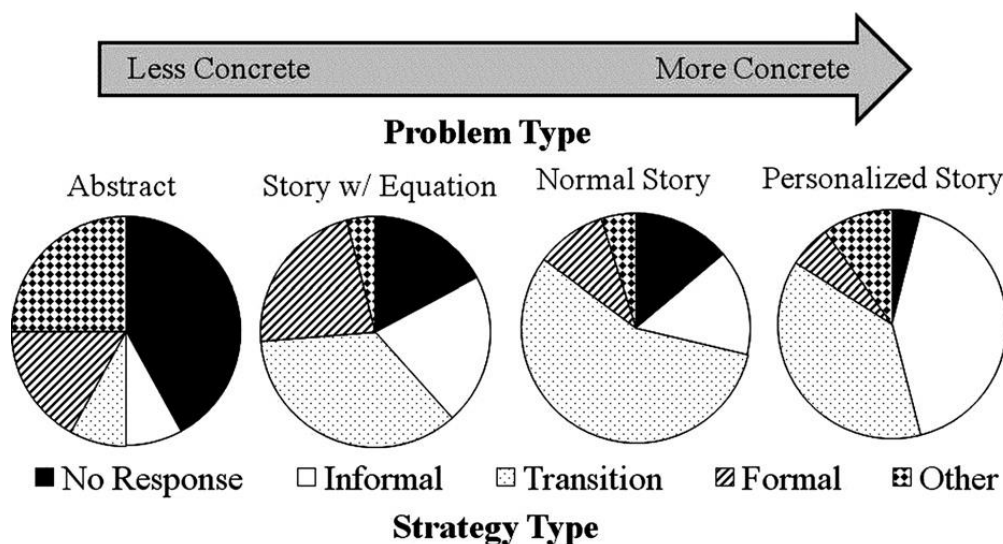 Less Concrete More Concrete
Problem Type
Abstract Story w/ Equation Normal Story Personalized Story
No Response Informal Transition Formal Other
Strategy Type